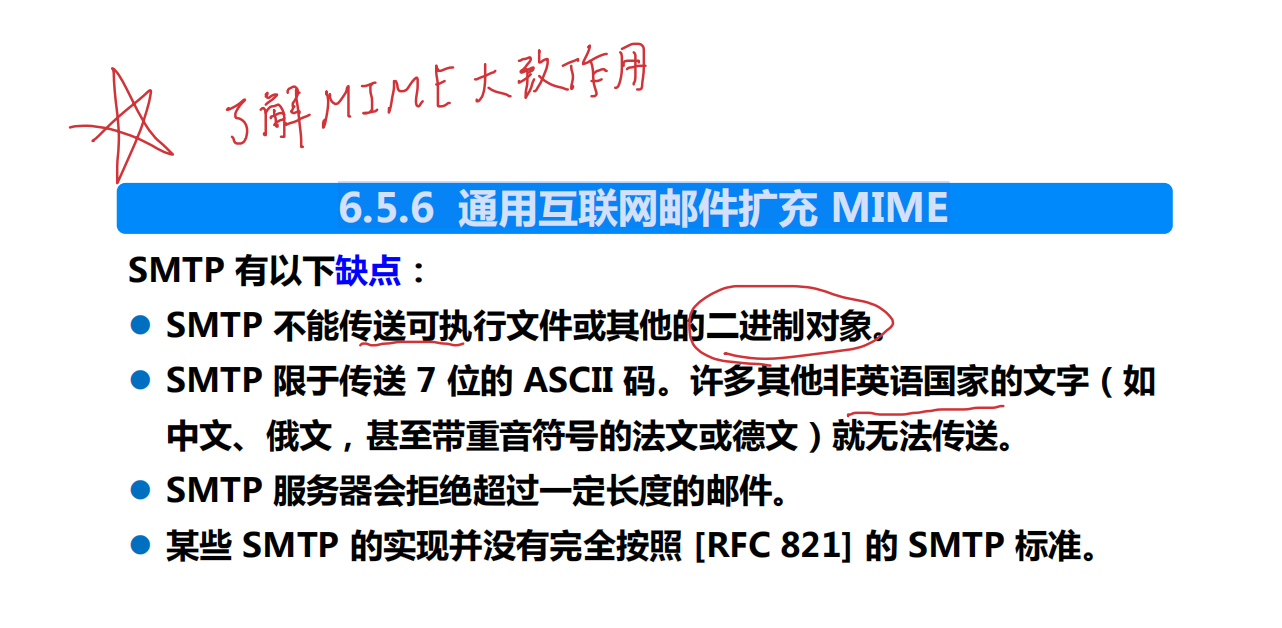 了解MIME大致作用
6.5.6 通用互联网邮件扩充 MIME
SMTP 有以下缺点：
● SMTP 不能传送可执行文件或其他的二进制对象。
● SMTP 限于传送 7 位的 ASCII 码。许多其他非英语国家的文字（如
中文、俄文，甚至带重音符号的法文或德文）就无法传送。
● SMTP 服务器会拒绝超过一定长度的邮件。
● 某些 SMTP 的实现并没有完全按照 [RFC 821] 的 SMTP 标准。